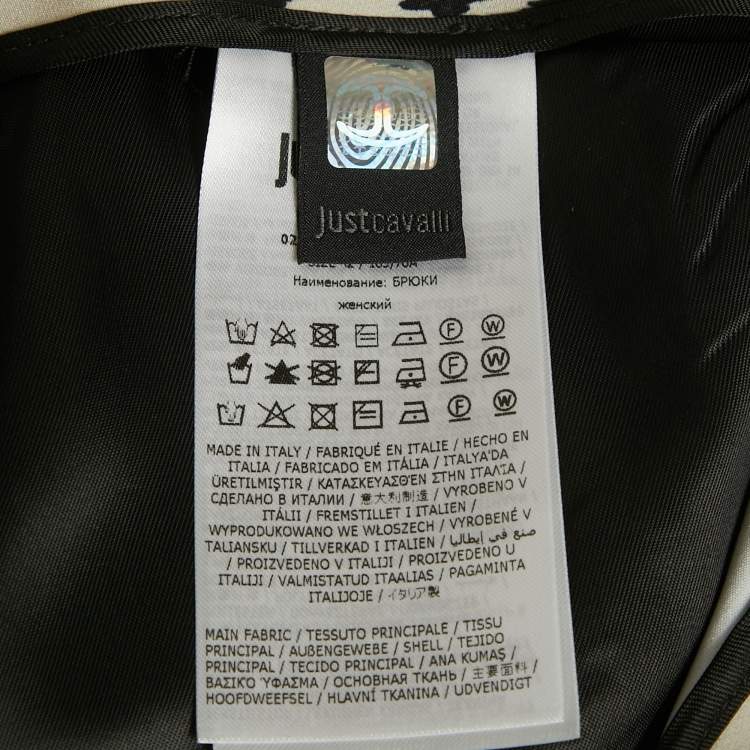 Justcavalli
Наименование: БРЮКИ
женский
F W
F W
F W
MADE IN ITALY / FABRIQUÉ EN ITALIE / HECHO EN
ITALIA / FABRICADO EM ITÁLIA / ITALYA'DA
ÜRETILMIŞTIR / ΚΑΤΑΣΚΕΥΑΣΘΕΝ ΣΤΗΝ ΙΤΑΛΊΑ /
СДЕЛАНО В ИТАЛИИ / 意大利制造 / VYROBENO V
ITÁLII / FREMSTILLET I ITALIEN /
WYPRODUKOWANO WE WŁOSZECH / VYROBENÉ V
TALIANSKU / TILLVERKAD I ITALIEN / صنع في إيطاليا
/ PROIZVEDENO V ITALIJI / PROIZVEDENO U
ITALIJI / VALMISTATUD ITAALIAS / PAGAMINTA
ITALIJOJE / イタリア製
MAIN FABRIC / TESSUTO PRINCIPALE / TISSU
PRINCIPAL / AUßENGEWEBE / SHELL / TEJIDO
PRINCIPAL / TECIDO PRINCIPAL / ANA KUMAŞ /
ΒΑΣΙΚΌ ΎΦΑΣΜΑ / ОСНОВНАЯ ТКАНЬ / 主要面料 /
HOOFDWEEFSEL / HLAVNÍ TKANINA / UDVENDIGT